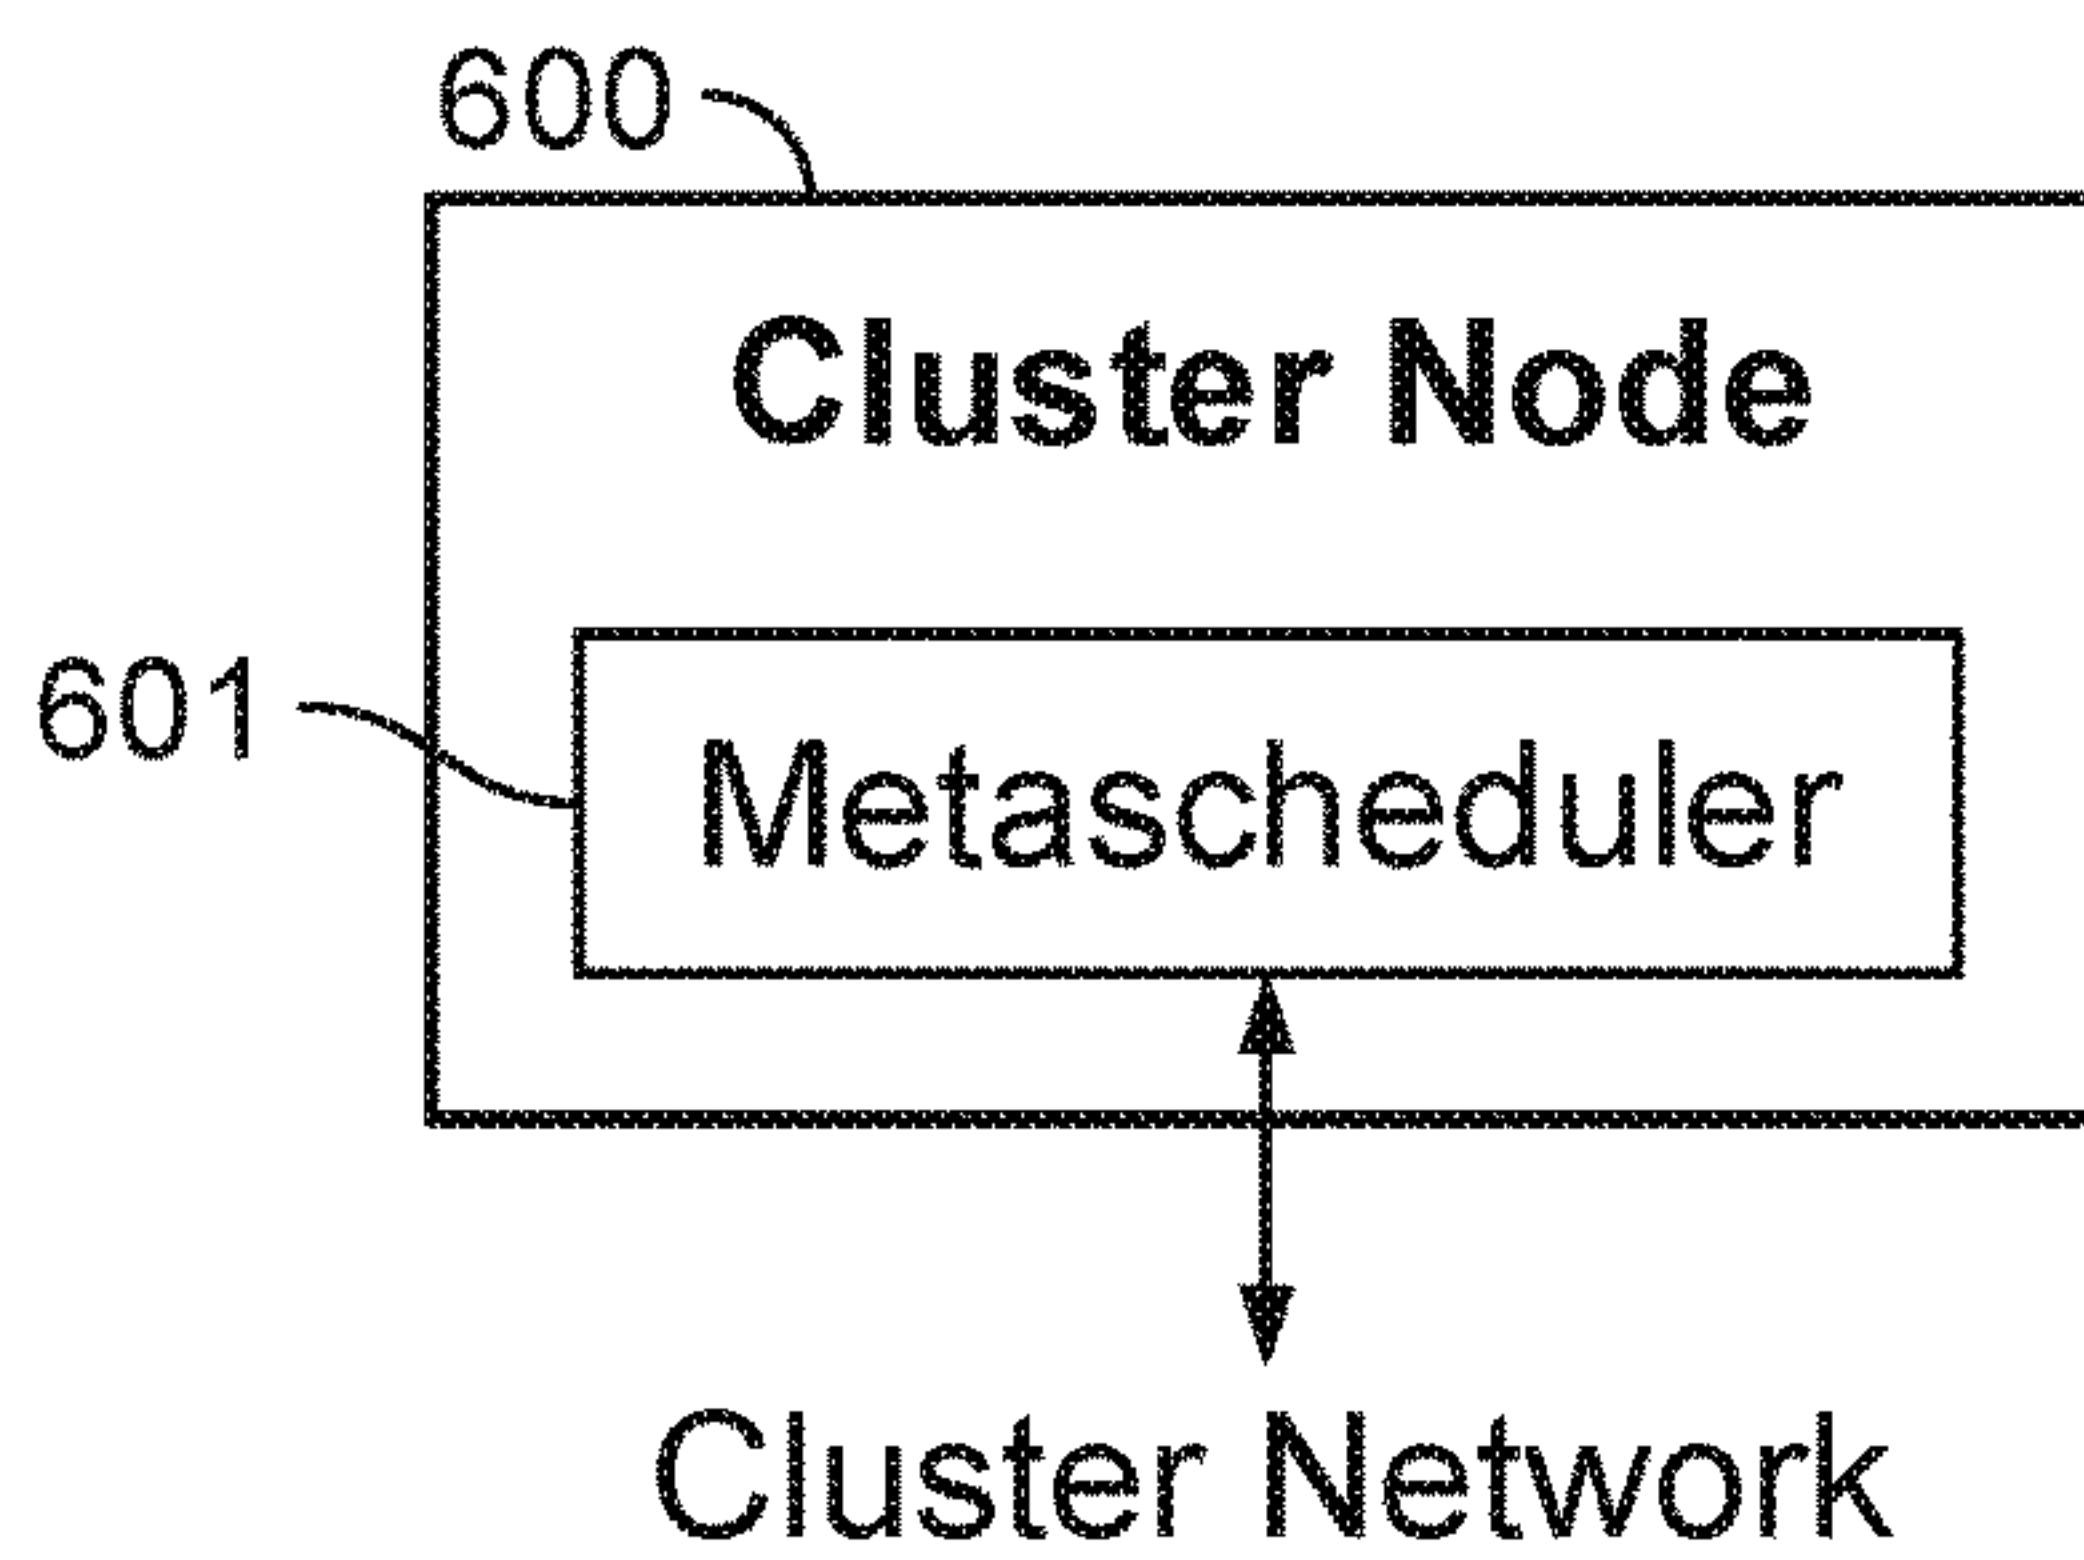 600
Cluster Node
601
Metascheduler
Cluster Network